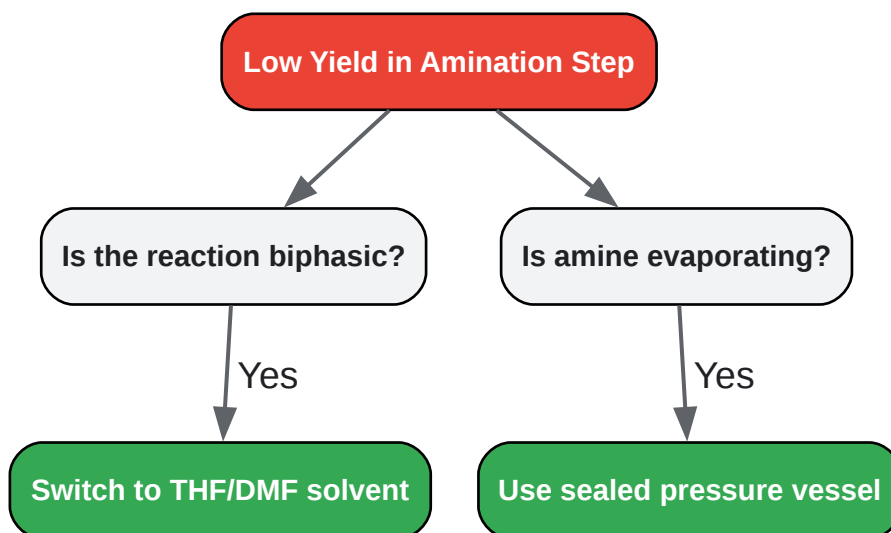 Low Yield in Amination Step
Is the reaction biphasic?
Is amine evaporating?
Yes
Yes
Switch to THF/DMF solvent
Use sealed pressure vessel